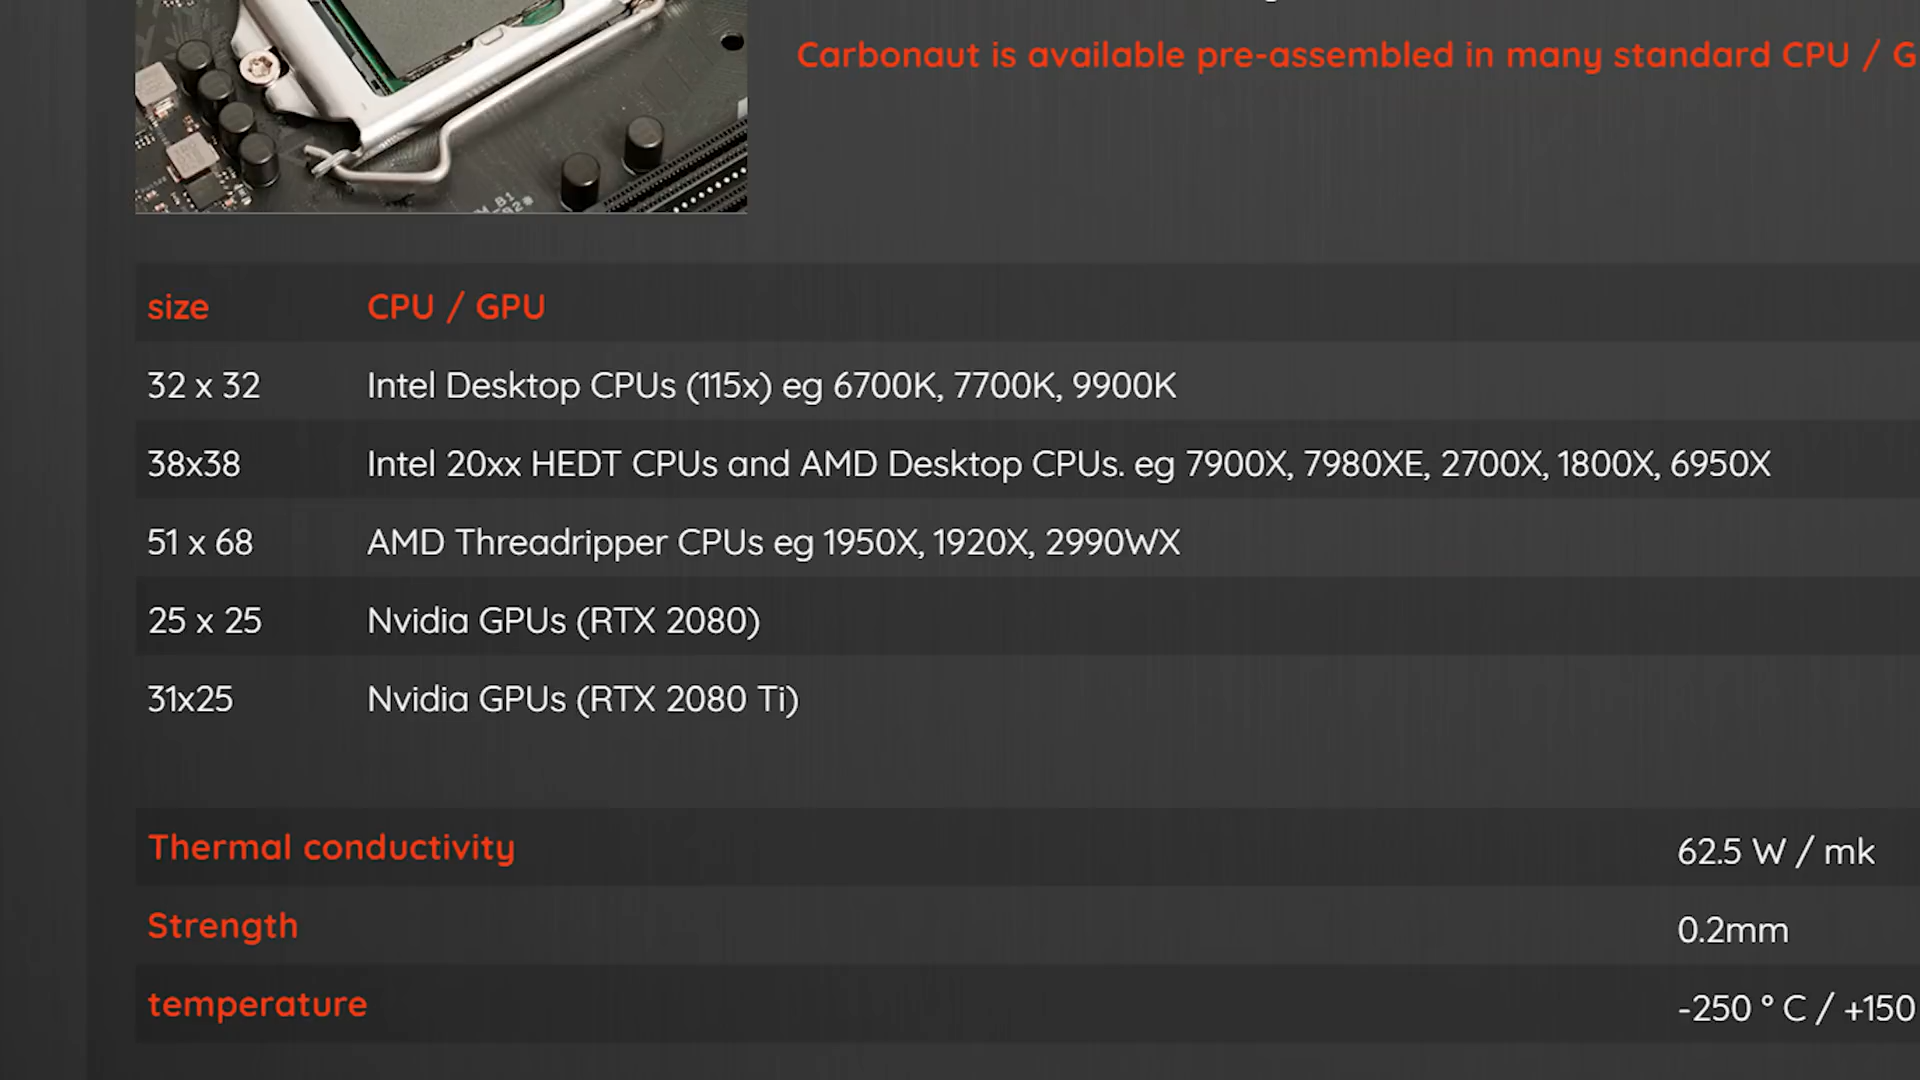 Carbonaut is available pre-assembled in many standard CPU / G
size CPU / GPU
32 x 32 Intel Desktop CPUs (115x) eg 6700K, 7700K, 9900K
38x38 Intel 20xx HEDT CPUs and AMD Desktop CPUs. eg 7900X, 7980XE, 2700X, 1800X, 6950X
51 x 68 AMD Threadripper CPUs eg 1950X, 1920X, 2990WX
25 x 25 Nvidia GPUs (RTX 2080)
31x25 Nvidia GPUs (RTX 2080 Ti)
Thermal conductivity 62.5 W / mk
Strength 0.2mm
temperature -250 ° C / +150